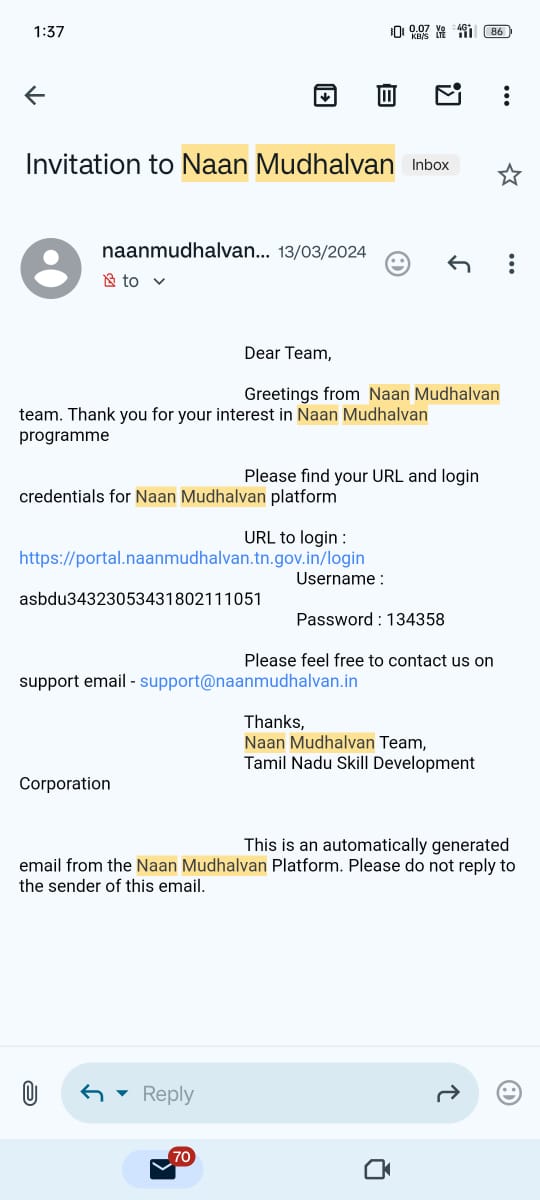 1:37
0.07 KB/S Vo LTE 4G+ 86
Invitation to Naan Mudhalvan Inbox
naanmudhalvan... 13/03/2024
to
Dear Team,
Greetings from Naan Mudhalvan
team. Thank you for your interest in Naan Mudhalvan
programme
Please find your URL and login
credentials for Naan Mudhalvan platform
URL to login :
https://portal.naanmudhalvan.tn.gov.in/login
Username :
asbdu34323053431802111051
Password : 134358
Please feel free to contact us on
support email - support@naanmudhalvan.in
Thanks,
Naan Mudhalvan Team,
Tamil Nadu Skill Development
Corporation
This is an automatically generated
email from the Naan Mudhalvan Platform. Please do not reply to
the sender of this email.
Reply
70